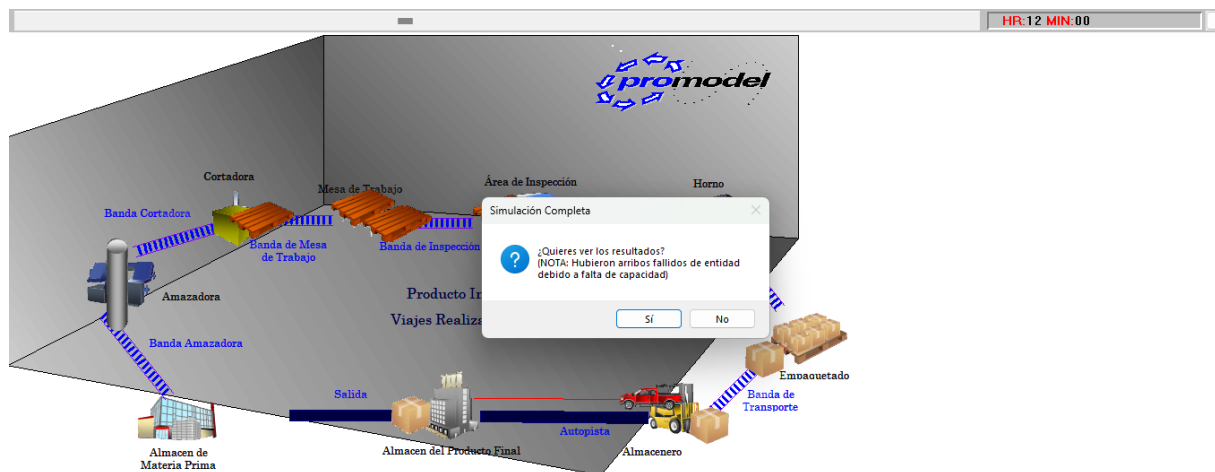 HR:12 MIN:00
promodel
Cortadora
Mesa de Trabajo
Área de Inspección
Horno
Simulación Completa
Banda Cortadora
Banda de Mesa
de Trabajo
Banda de Inspección
¿Quieres ver los resultados?
(NOTA: Hubieron arribos fallidos de entidad
debido a falta de capacidad)
Sí
No
Amazadora
Producto
Viajes
Banda Amazadora
Empaquetado
Banda de
Transporte
Salida
Autopista
Almacen de
Materia Prima
Almacen del Producto Final
Almacenero